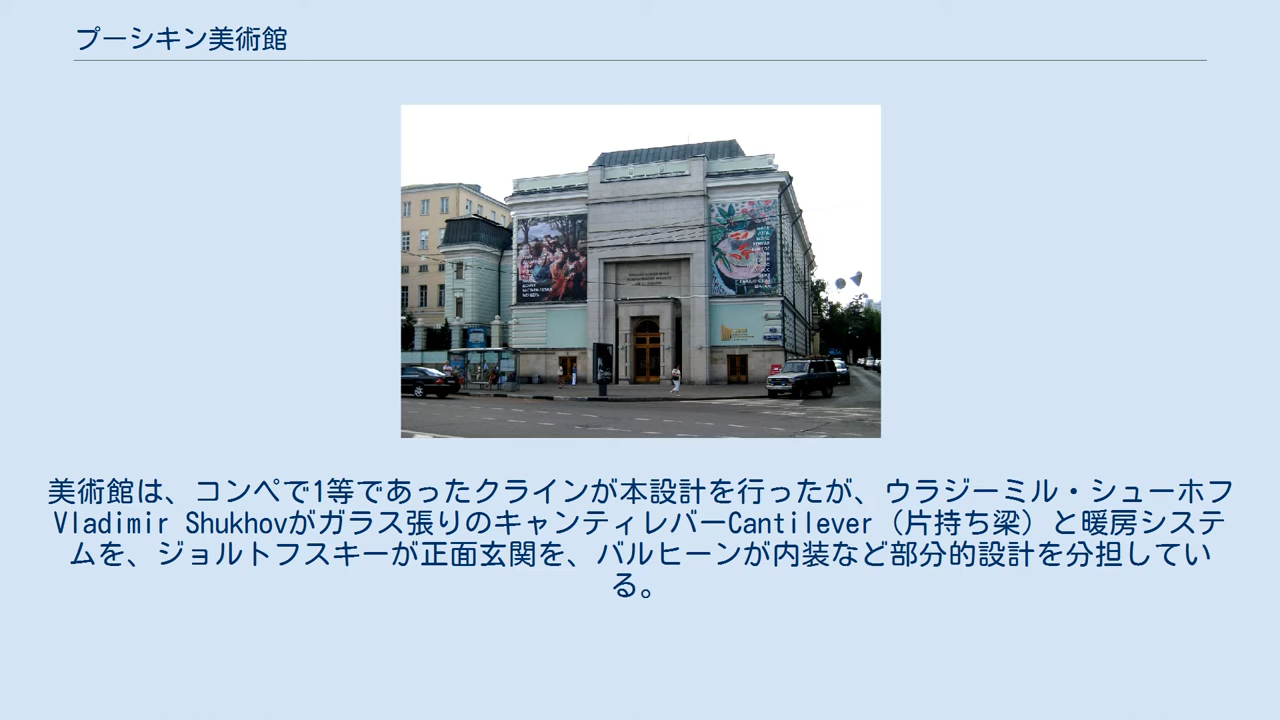 プーシキン美術館
美術館は、コンペで1等であったクラインが本設計を行ったが、ウラジーミル・シューホフ
Vladimir Shukhovがガラス張りのキャンティレバーCantilever（片持ち梁）と暖房システ
ムを、ジョルトフスキーが正面玄関を、バルヒーンが内装など部分的設計を分担してい
る。